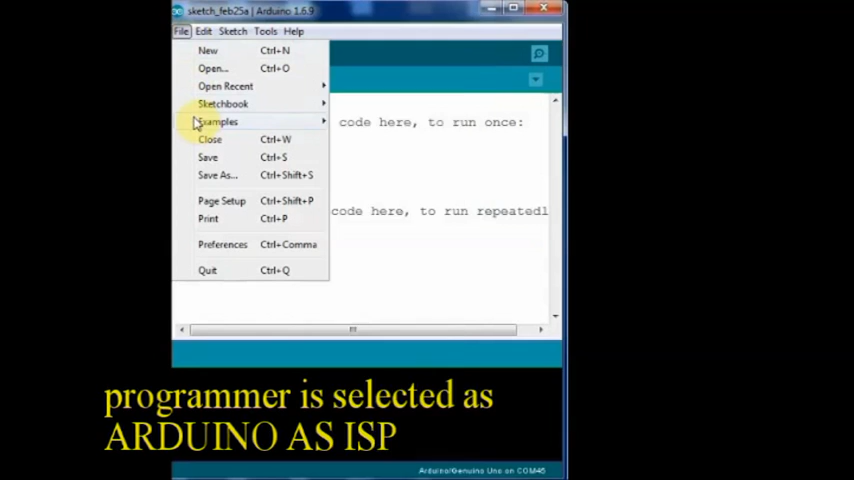 sketch_feb25a | Arduino 1.6.9
File Edit Sketch Tools Help
New Ctrl+N
Open... Ctrl+O
Open Recent
Sketchbook
Examples
Close Ctrl+W
Save Ctrl+S
Save As... Ctrl+Shift+S
Page Setup Ctrl+Shift+P
Print Ctrl+P
Preferences Ctrl+Comma
Quit Ctrl+Q
code here, to run once:
code here, to run repeatedl
programmer is selected as
ARDUINO AS ISP
Arduino/Genuino Uno on COM46